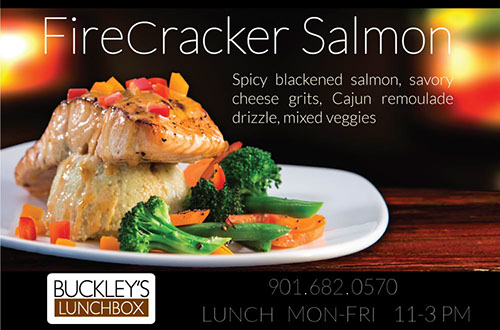 FireCracker Salmon
Spicy blackened salmon, savory
cheese grits, Cajun remoulade
drizzle, mixed veggies
BUCKLEY'S
LUNCHBOX
901.682.0570
LUNCH MON-FRI 11-3 PM